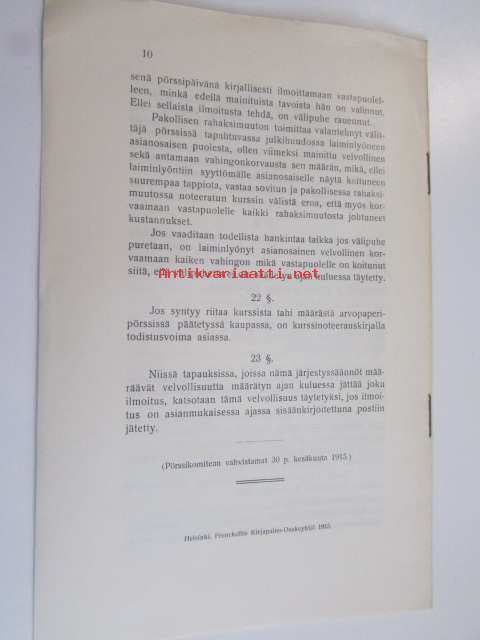 10
senä pörssipäivänä kirjallisesti ilmoittamaan vastapuolel-
leen, minkä edellä mainituista tavoista hän on valinnut.
Ellei sellaista ilmoitusta tehdä, on välipuhe rauennut.
Pakollisen rahaksimuuton toimittaa valantehnyt välit-
täjä pörssissä tapahtuvassa julkihuudossa laiminlyöneen
asianosaisen puolesta, ollen viimeksi mainittu velvollinen
sekä antamaan vahingonkorvausta sen määrän, mikä, ellei
laiminlyöntiin syyttömälle asianosaiselle näytä koituneen
suurempaa tappiota, vastaa sovitun ja pakollisessa rahaksi-
muutossa noteeratun kurssin välistä eroa, että myös kor-
vaamaan vastapuolelle kaikki rahaksimuutosta johtuneet
kustannukset.
Jos vaaditaan todellista hankintaa taikka jos välipuhe
puretaan, on laiminlyönyt asianosainen velvollinen kor-
vaamaan kaiken vahingon mikä vastapuolelle on koitunut
siitä, ajan kuluessa täytetty.
Antikvariaatti.net
22 §.
Jos syntyy riitaa kurssista tahi määrästä arvopaperi-
pörssissä päätetyssä kaupassa, on kurssinoteerauskirjalla
todistusvoima asiassa.
23 §.
Niissä tapauksissa, joissa nämä järjestyssäännöt mää-
räävät velvollisuutta määrätyn ajan kuluessa jättää joku
ilmoitus, katsotaan tämä velvollisuus täytetyksi, jos ilmoi-
tus on asianmukaisessa ajassa sisäänkirjoitettuna postiin
jätetty.
(Pörssikomitean vahvistamat 30 p. kesäkuuta 1915.)
Helsinki, Frenckellin Kirjapaino-Osakeyhtiö 1915.